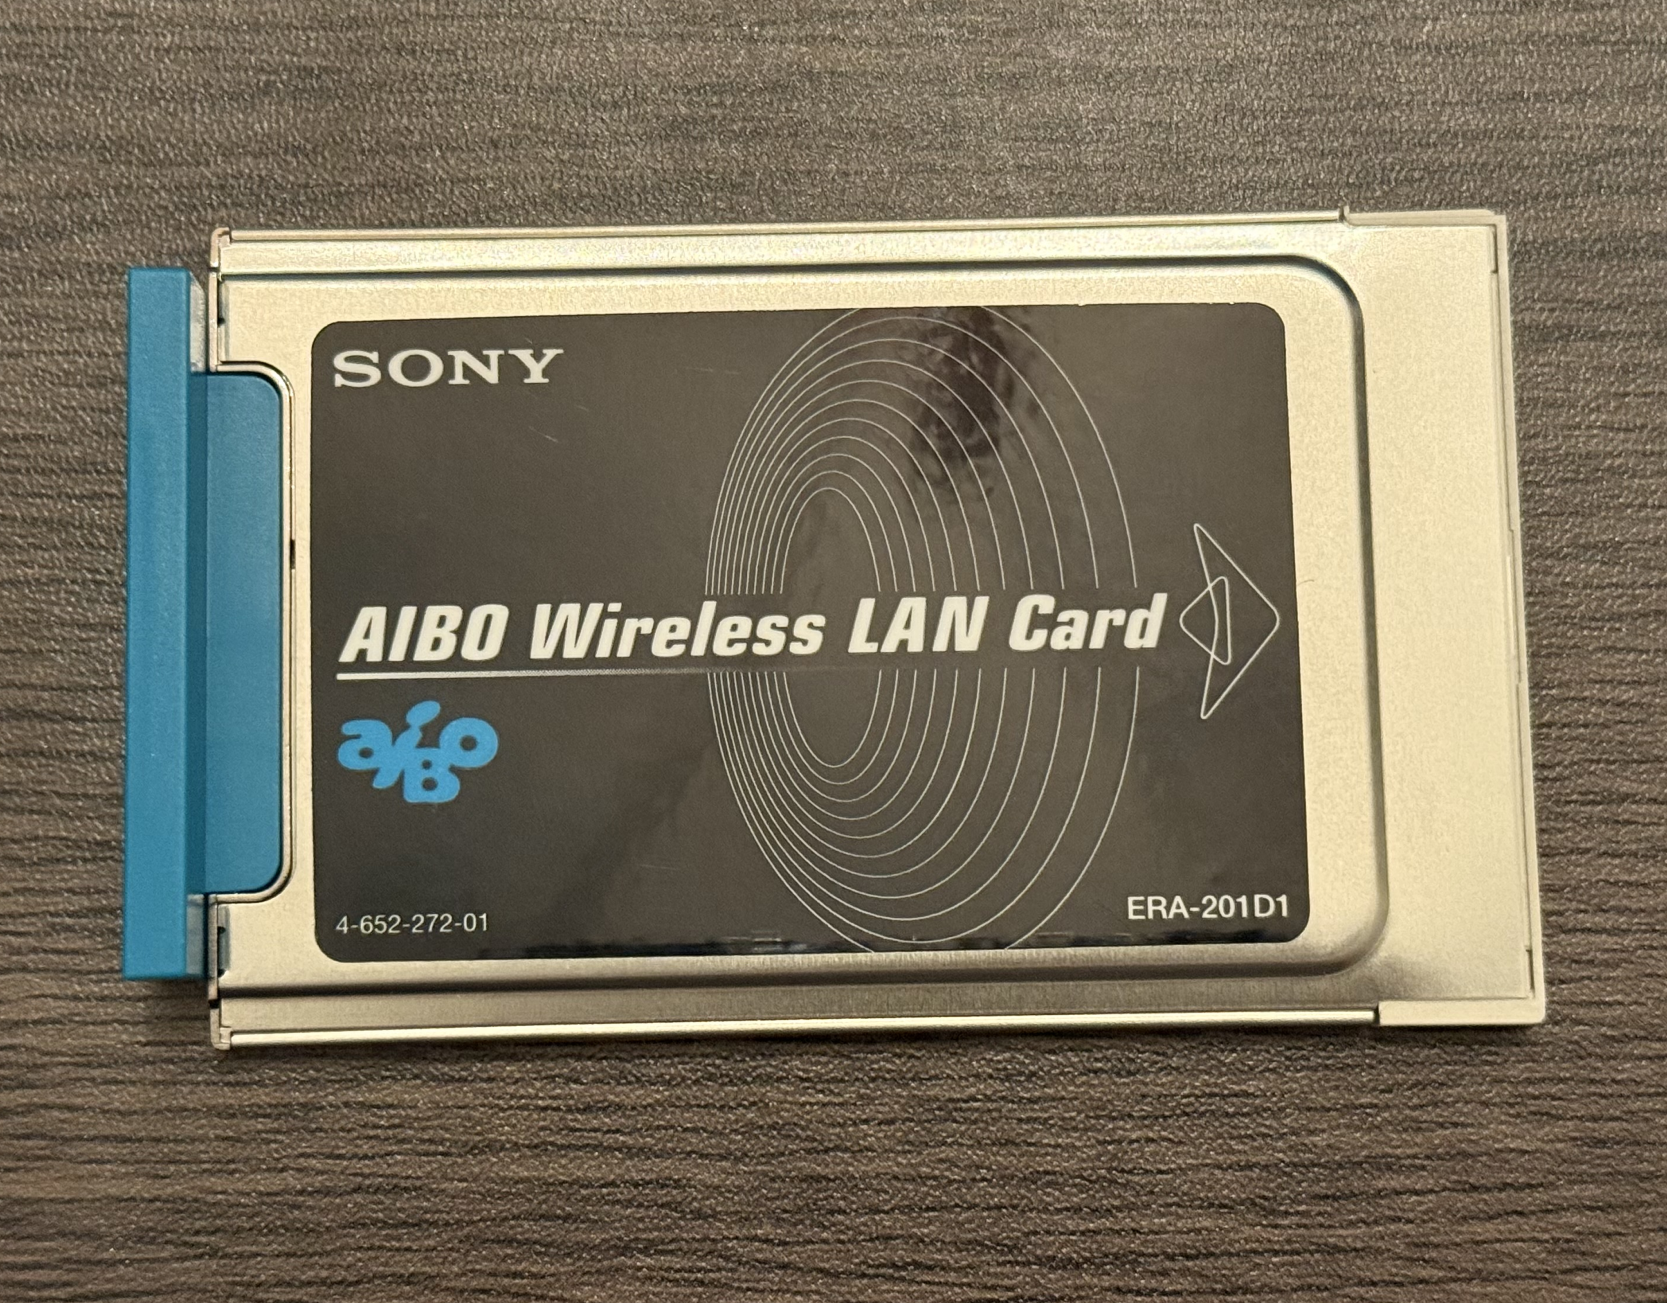 SONY
AIBO Wireless LAN Card
aiBo
4-652-272-01
ERA-201D1